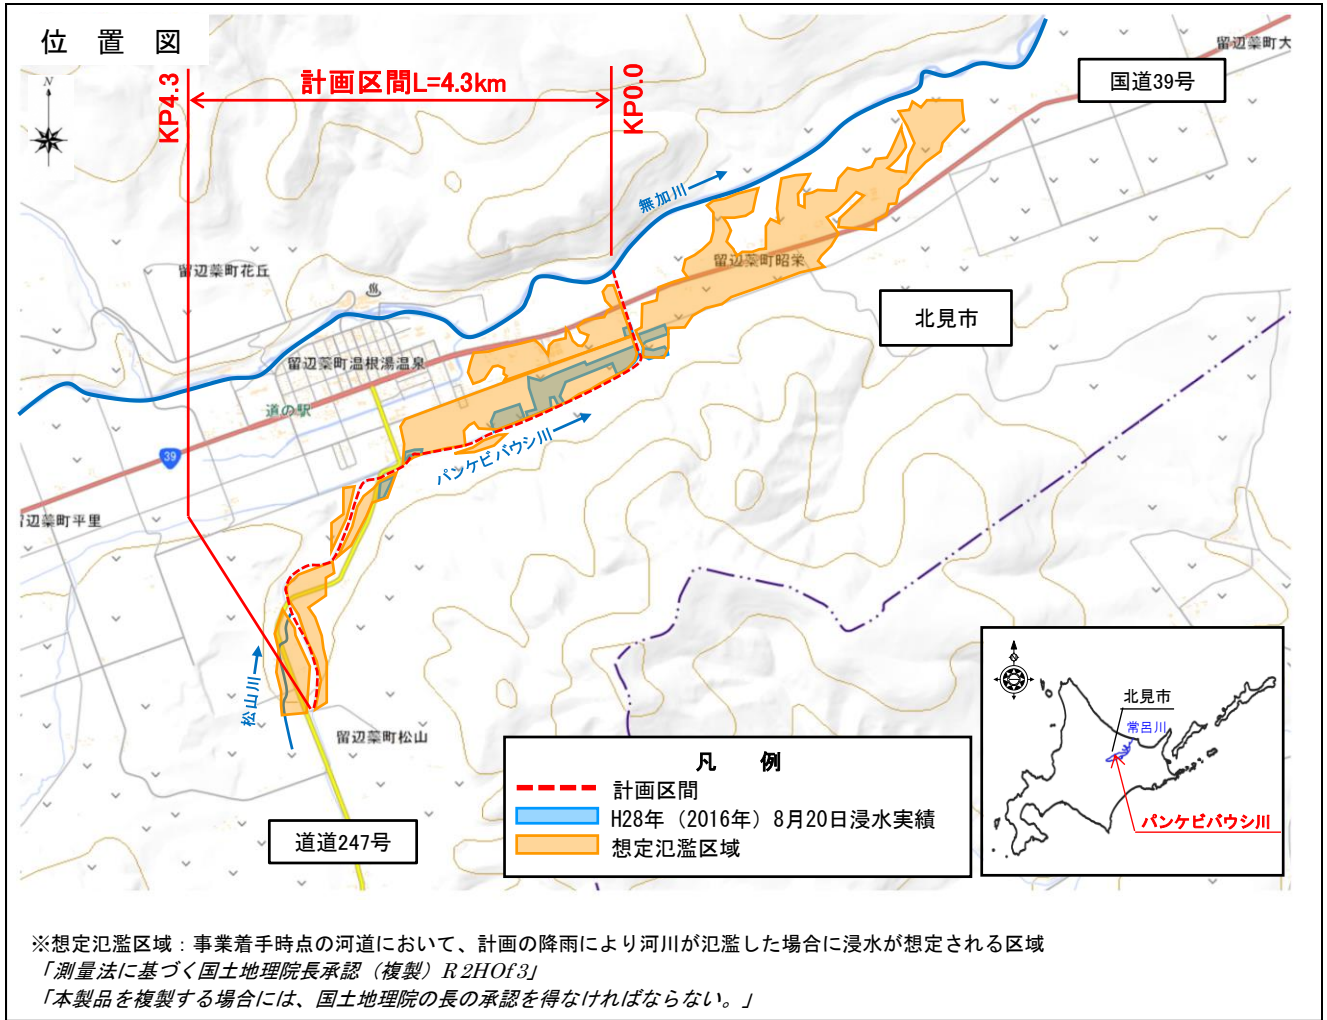 位 置 図
N
KP4.3
計画区間L=4.3km
KP0.0
国道39号
留辺蘂町大
無加川
留辺蘂町花丘
留辺蘂町昭栄
北見市
留辺蘂町温根湯温泉
道の駅
39
パンケビバウシ川
留辺蘂町平里
松山川
留辺蘂町松山
道道247号
凡 例
計画区間
H28年（2016年）8月20日浸水実績
想定氾濫区域
北見市
常呂川
パンケビバウシ川
※想定氾濫区域：事業着手時点の河道において、計画の降雨により河川が氾濫した場合に浸水が想定される区域
「測量法に基づく国土地理院長承認（複製）R2HOf3」
「本製品を複製する場合には、国土地理院の長の承認を得なければならない。」